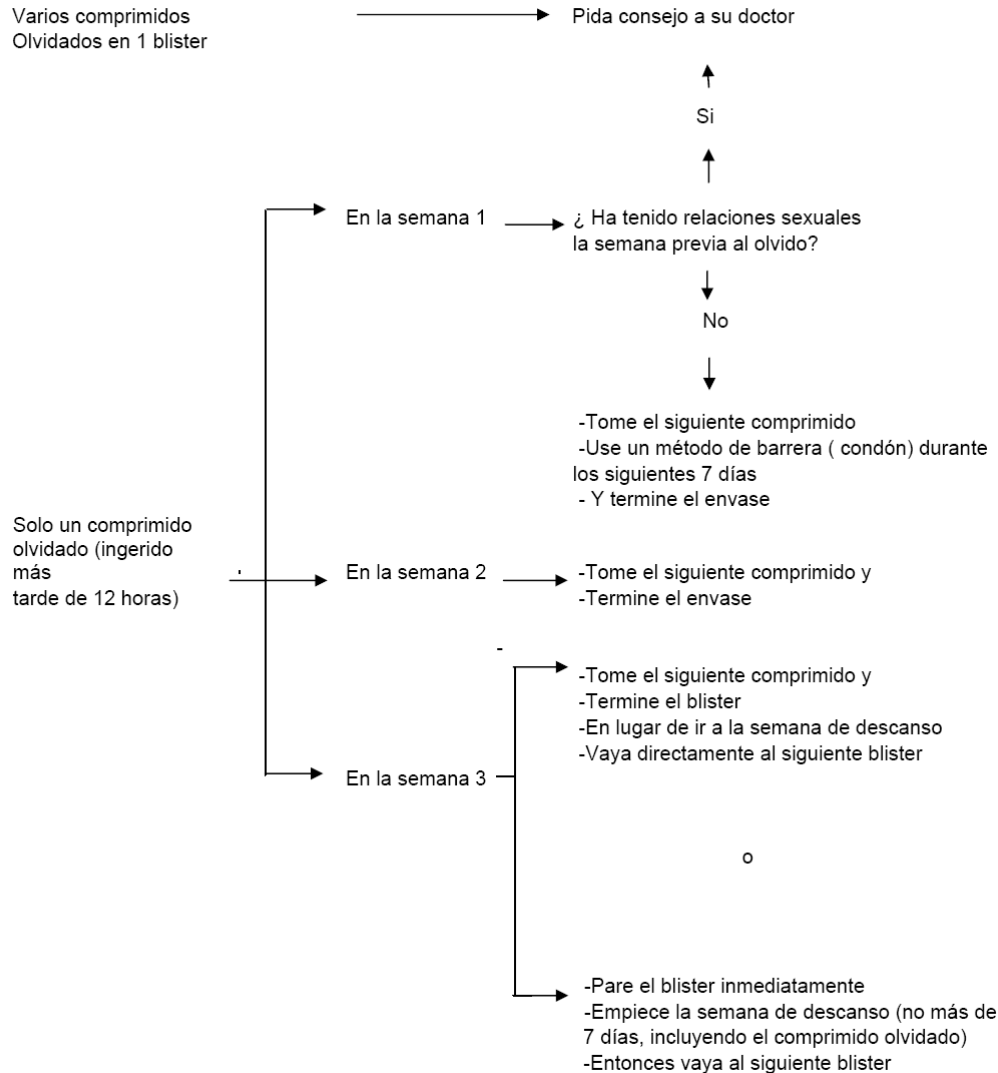 Varios comprimidos
Olvidados en 1 blister
Pida consejo a su doctor
Si
En la semana 1
¿ Ha tenido relaciones sexuales
la semana previa al olvido?
No
-Tome el siguiente comprimido
-Use un método de barrera ( condón) durante
los siguientes 7 días
- Y termine el envase
Solo un comprimido
olvidado (ingerido
más
tarde de 12 horas)
En la semana 2
-Tome el siguiente comprimido y
-Termine el envase
En la semana 3
-Tome el siguiente comprimido y
-Termine el blister
-En lugar de ir a la semana de descanso
-Vaya directamente al siguiente blister
o
-Pare el blister inmediatamente
-Empiece la semana de descanso (no más de
7 días, incluyendo el comprimido olvidado)
-Entonces vaya al siguiente blister